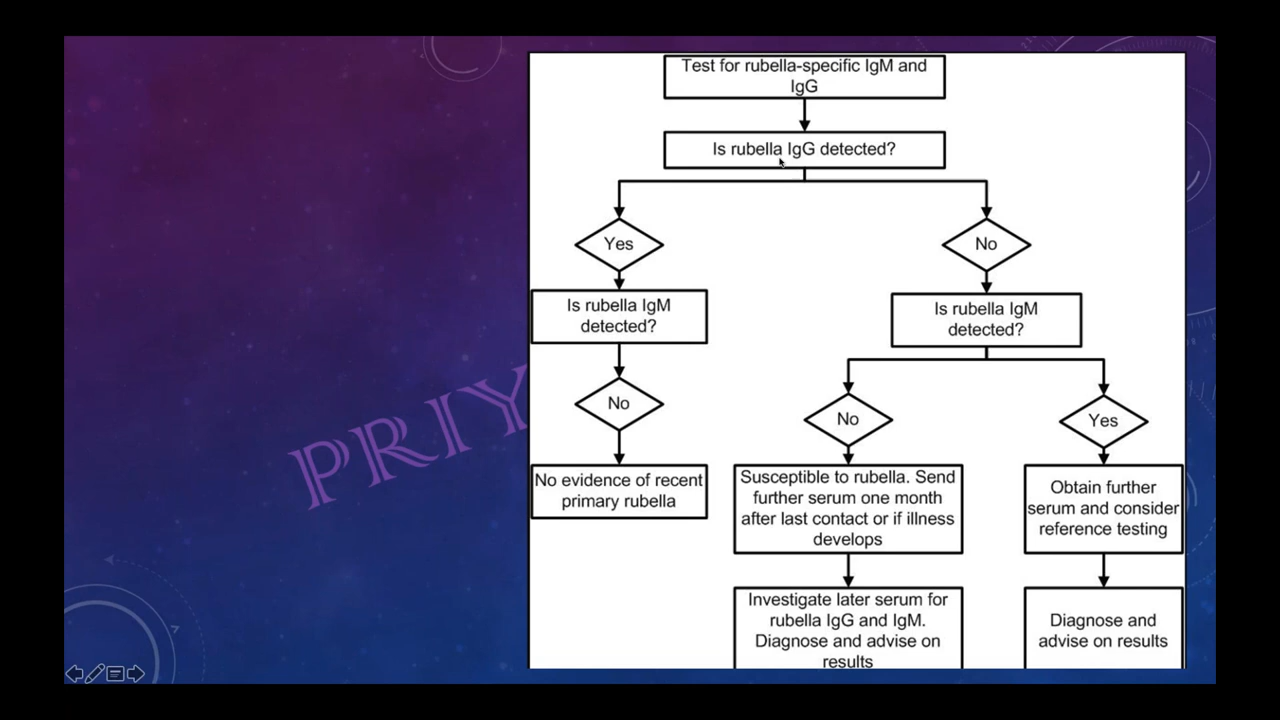 Test for rubella-specific IgM and
IgG
Is rubella IgG detected?
Yes
No
Is rubella IgM
detected?
Is rubella IgM
detected?
No
No
Yes
No evidence of recent
primary rubella
Susceptible to rubella. Send
further serum one month
after last contact or if illness
develops
Obtain further
serum and consider
reference testing
Investigate later serum for
rubella IgG and IgM.
Diagnose and advise on
results
Diagnose and
advise on results
PRIY